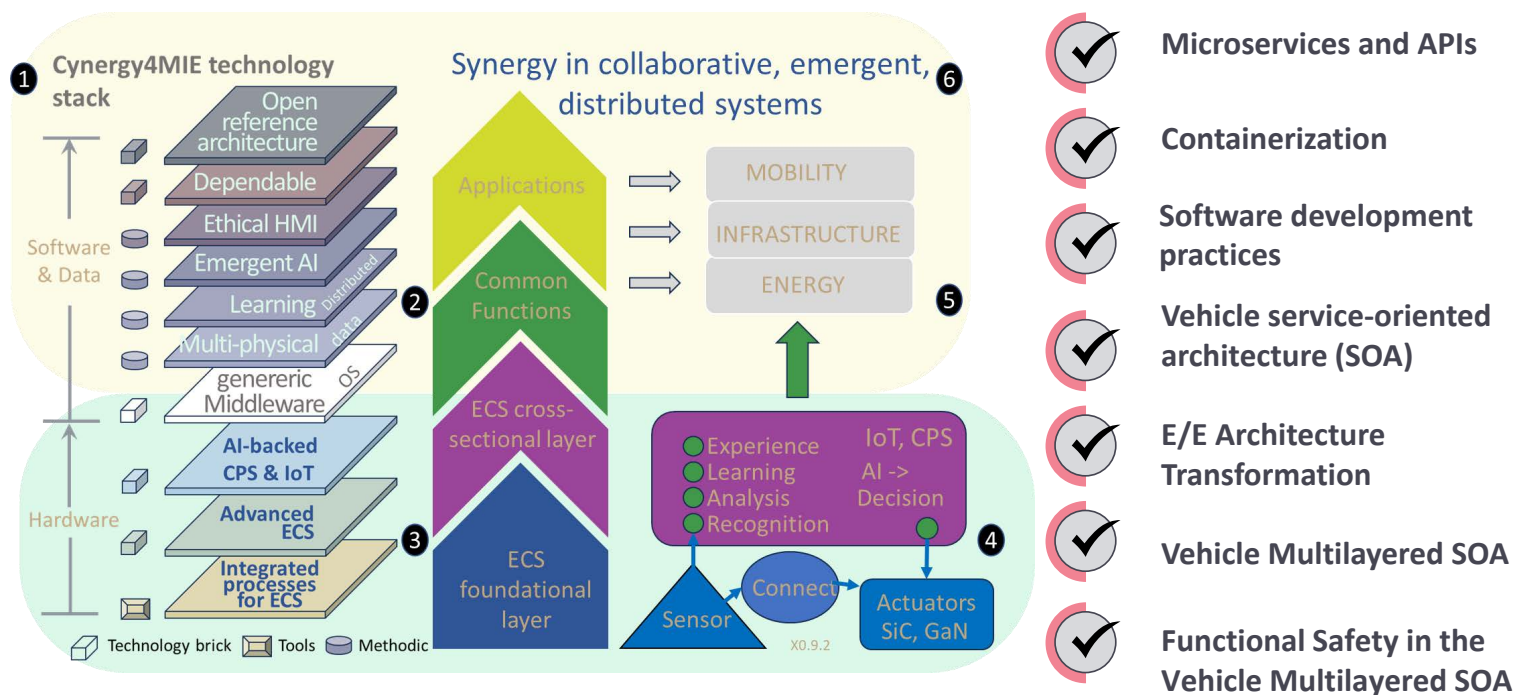 1
Cynergy4MIE technology
stack
Open
reference
architecture
Dependable
Ethical HMI
Emergent AI
Learning
Distributed
Multi-physical
data
genereric
Middleware
OS
AI-backed
CPS & IoT
Advanced
ECS
Integrated
processes
for ECS
Software
& Data
Hardware
Technology brick
Tools
Methodic
2
3
Applications
Common
Functions
ECS cross-
sectional layer
ECS
foundational
layer
Synergy in collaborative, emergent,
distributed systems
6
MOBILITY
INFRASTRUCTURE
ENERGY
5
Experience
Learning
Analysis
Recognition
IoT, CPS
AI ->
Decision
4
Sensor
Connect
Actuators
SiC, GaN
X0.9.2
Microservices and APIs
Containerization
Software development
practices
Vehicle service-oriented
architecture (SOA)
E/E Architecture
Transformation
Vehicle Multilayered SOA
Functional Safety in the
Vehicle Multilayered SOA